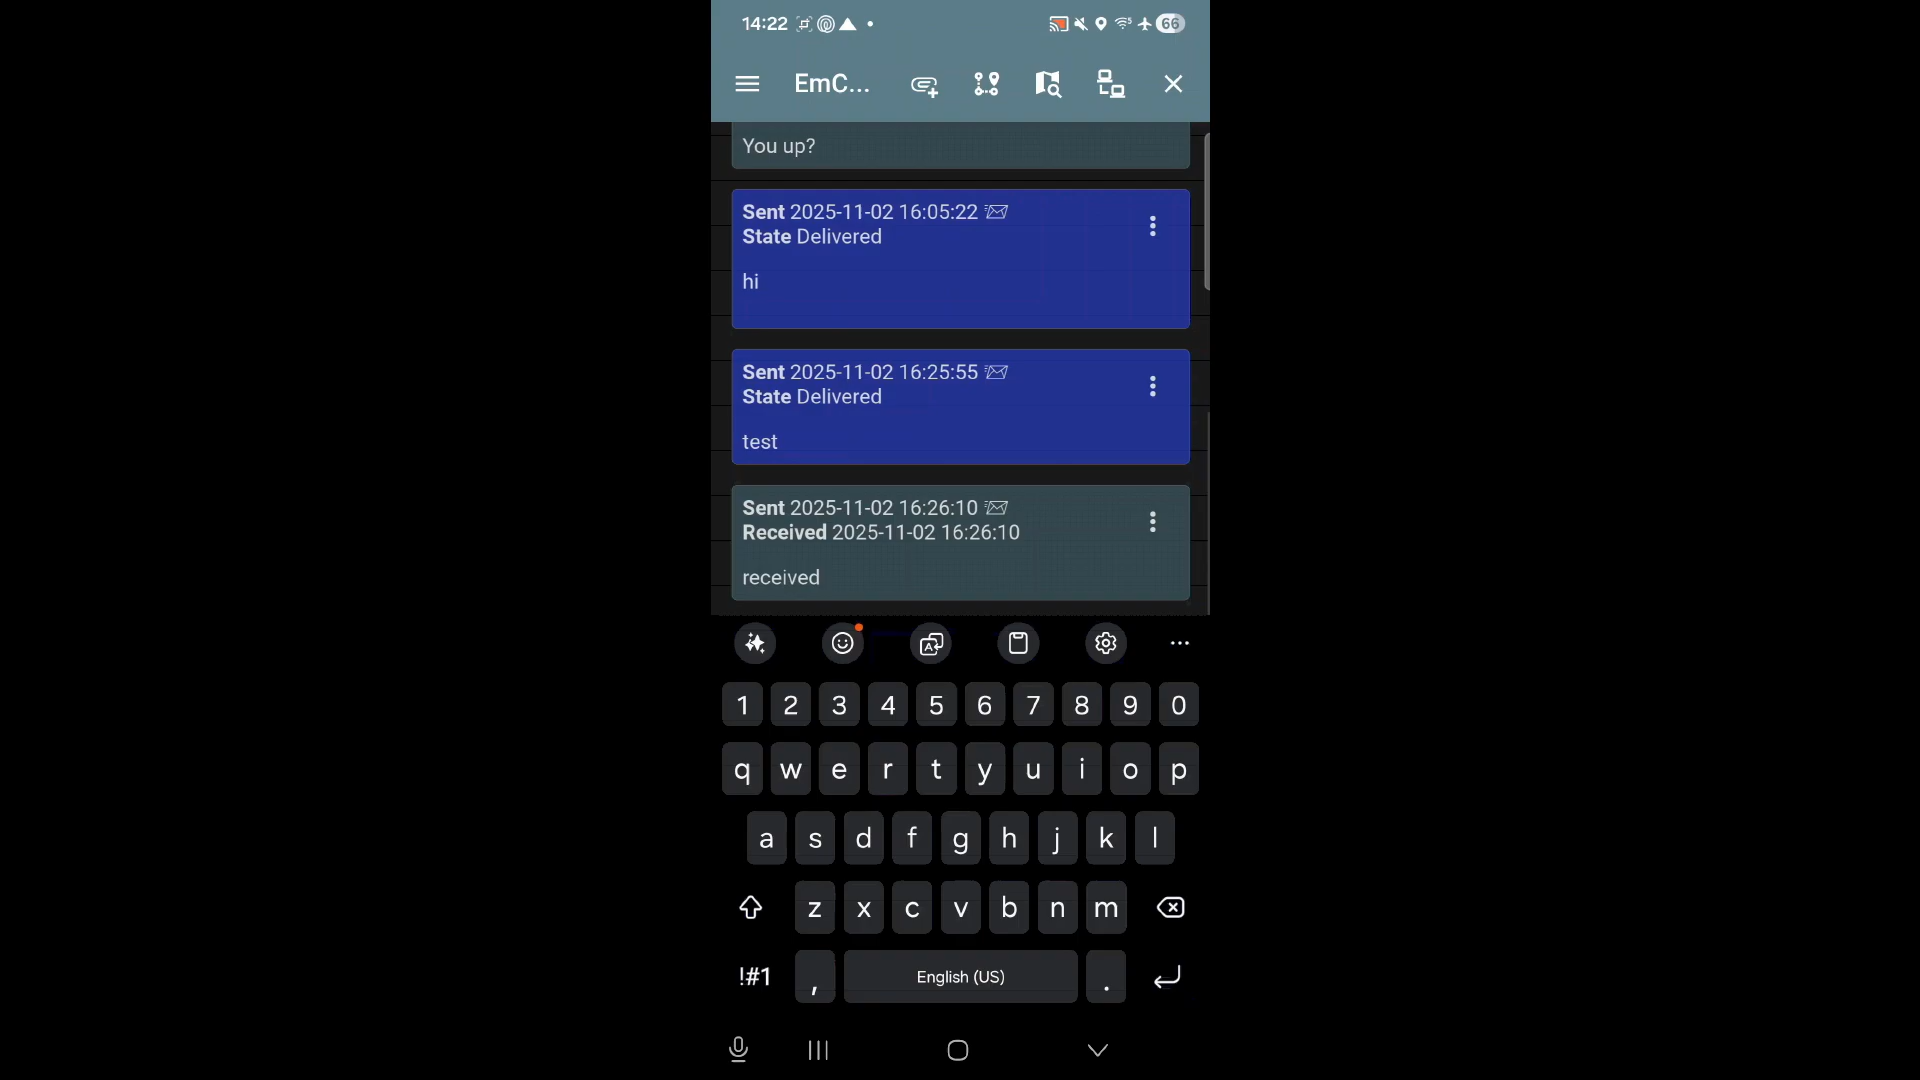 14:22
66
EmC...
You up?
Sent 2025-11-02 16:05:22
State Delivered
hi
Sent 2025-11-02 16:25:55
State Delivered
test
Sent 2025-11-02 16:26:10
Received 2025-11-02 16:26:10
received
1 2 3 4 5 6 7 8 9 0
q w e r t y u i o p
a s d f g h j k l
z x c v b n m
!#1 , English (US) .